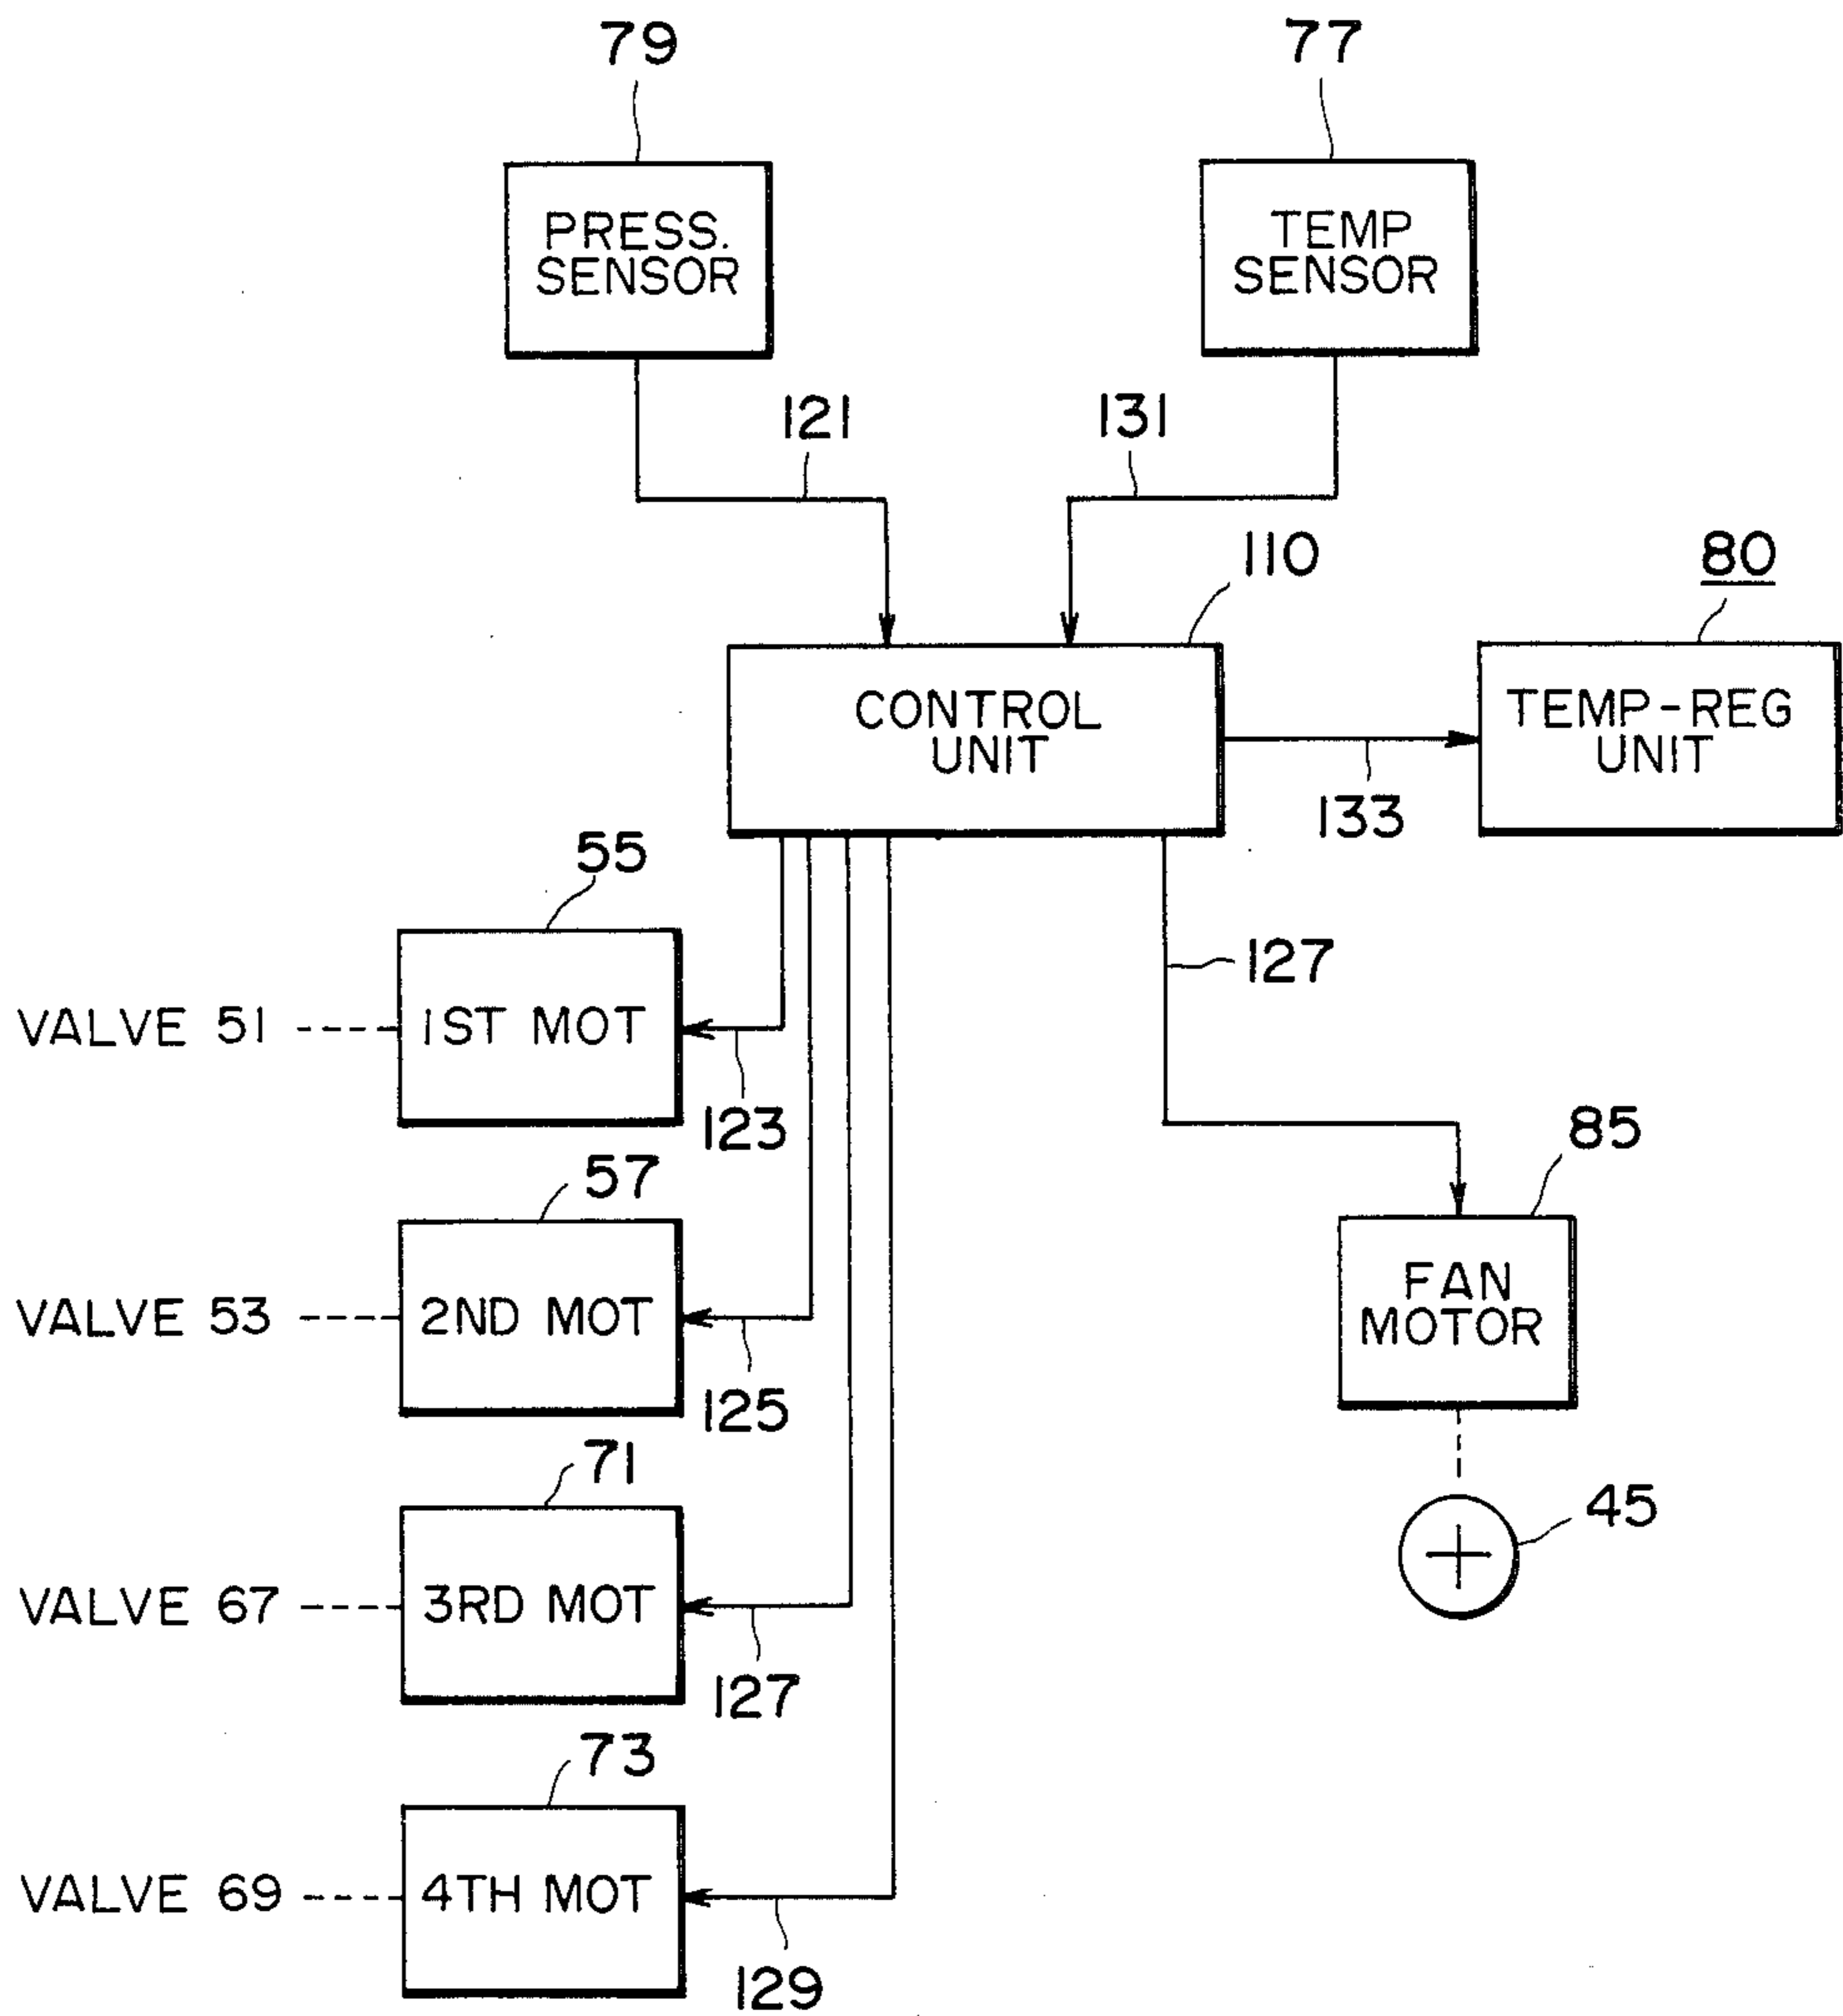 79
77
PRESS.
SENSOR
TEMP
SENSOR
121
131
110
80
CONTROL
UNIT
TEMP-REG
UNIT
133
55
127
VALVE 51
1ST MOT
123
85
57
FAN
MOTOR
VALVE 53
2ND MOT
125
71
45
VALVE 67
3RD MOT
127
73
VALVE 69
4TH MOT
129